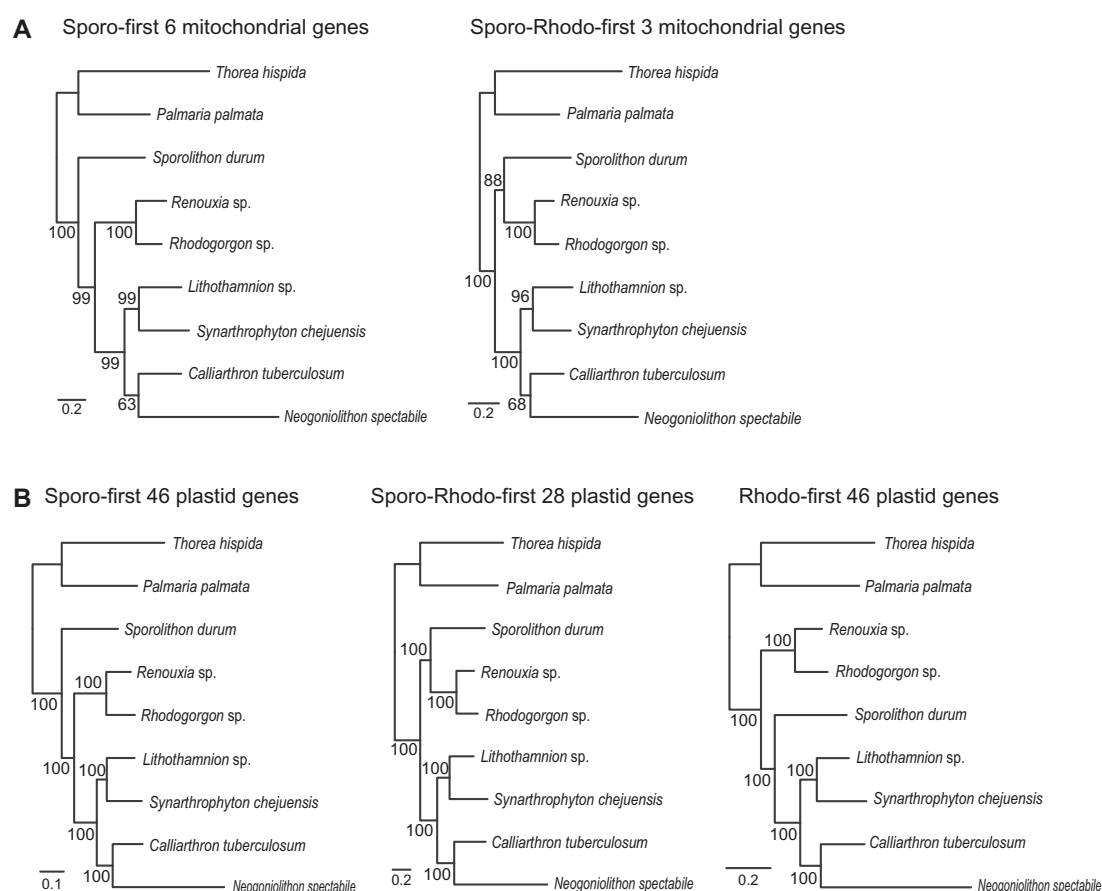 A Sporo-first 6 mitochondrial genes
Thorea hispida
Palmaria palmata
Sporolithon durum
Renouxia sp.
100
100
Rhodogorgon sp.
Lithothamnion sp.
99
99
Synarthrophyton chejuensis
99
Calliarthron tuberculosum
63
0.2
Neogoniolithon spectabile
Sporo-Rhodo-first 3 mitochondrial genes
Thorea hispida
Palmaria palmata
Sporolithon durum
88
Renouxia sp.
100
Rhodogorgon sp.
100
Lithothamnion sp.
96
Synarthrophyton chejuensis
100
Calliarthron tuberculosum
68
0.2
Neogoniolithon spectabile
B Sporo-first 46 plastid genes
Thorea hispida
Palmaria palmata
Sporolithon durum
Renouxia sp.
100
100
Rhodogorgon sp.
Lithothamnion sp.
100
100
Synarthrophyton chejuensis
100
Calliarthron tuberculosum
100
0.1
Neogoniolithon spectabile
Sporo-Rhodo-first 28 plastid genes
Thorea hispida
Palmaria palmata
Sporolithon durum
100
Renouxia sp.
100
Rhodogorgon sp.
100
Lithothamnion sp.
100
Synarthrophyton chejuensis
100
Calliarthron tuberculosum
100
0.2
Neogoniolithon spectabile
Rhodo-first 46 plastid genes
Thorea hispida
Palmaria palmata
Renouxia sp.
100
Rhodogorgon sp.
100
Sporolithon durum
Lithothamnion sp.
100
100
Synarthrophyton chejuensis
100
Calliarthron tuberculosum
100
0.2
Neogoniolithon spectabile